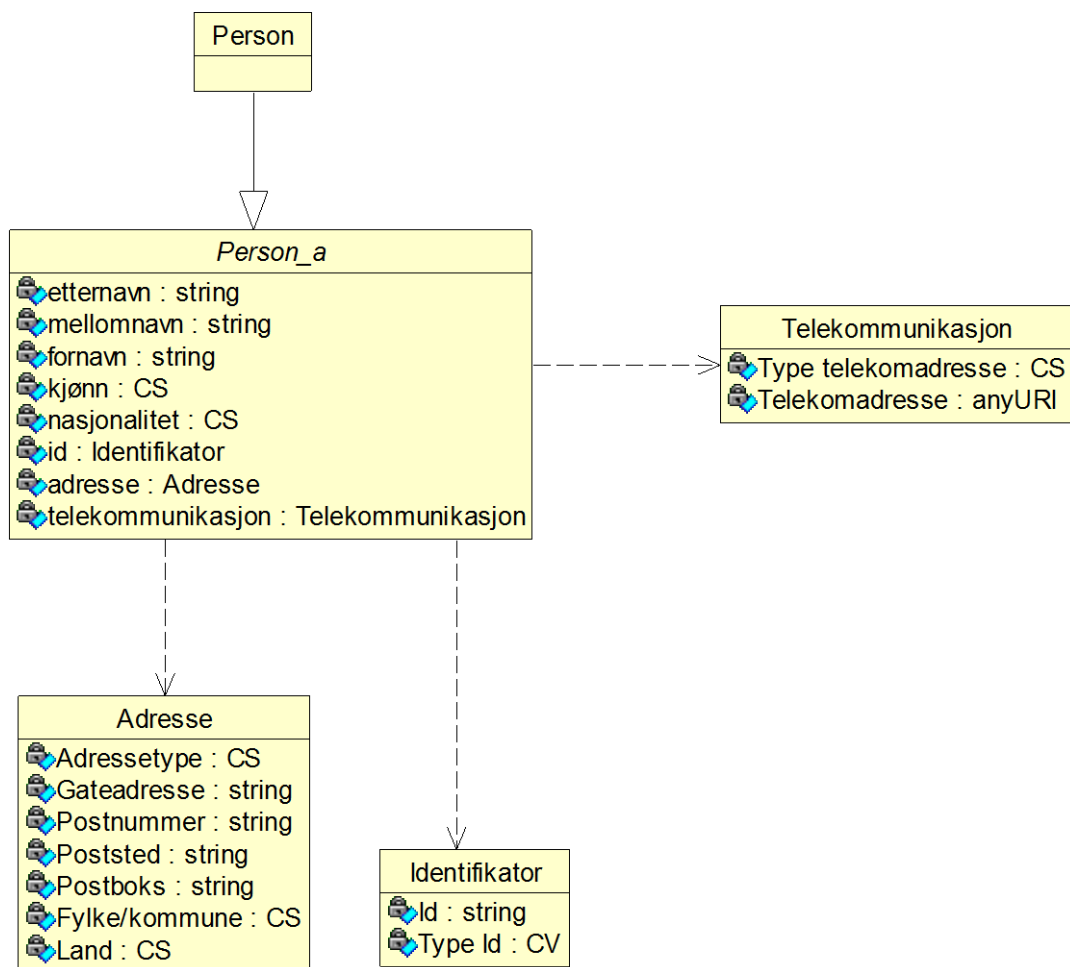 Person
Person_a
etternavn : string
mellomnavn : string
fornavn : string
kjønn : CS
nasjonalitet : CS
id : Identifikator
adresse : Adresse
telekommunikasjon : Telekommunikasjon
Telekommunikasjon
Type telekomadresse : CS
Telekomadresse : anyURI
Adresse
Adressetype : CS
Gateadresse : string
Postnummer : string
Poststed : string
Postboks : string
Fylke/kommune : CS
Land : CS
Identifikator
Id : string
Type Id : CV